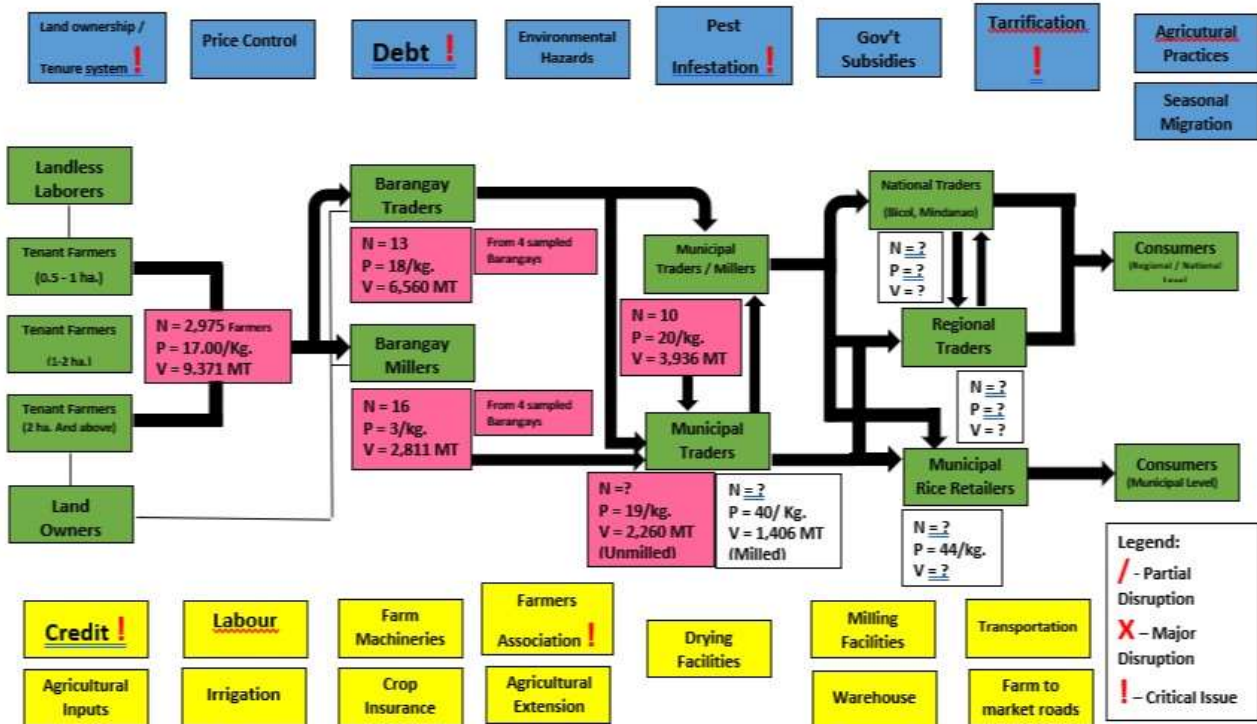 Land ownership /
Tenure system !
Price Control
Debt !
Environmental
Hazards
Pest
Infestation !
Gov't
Subsidies
Tarrification
!
Agricutural
Practices
Seasonal
Migration
Landless
Laborers
Tenant Farmers
(0.5 - 1 ha.)
Tenant Farmers
(1-2 ha.)
Tenant Farmers
(2 ha. And above)
Land
Owners
N = 2,975 Farmers
P = 17.00/Kg.
V = 9.371 MT
Barangay
Traders
N = 13
P = 18/kg.
V = 6,560 MT
From 4 sampled
Barangays
Barangay
Millers
N = 16
P = 3/kg.
V = 2,811 MT
From 4 sampled
Barangays
Municipal
Traders / Millers
N = 10
P = 20/kg.
V = 3,936 MT
Municipal
Traders
N =?
P = 19/kg.
V = 2,260 MT
(Unmilled)
N = ?
P = 40/ Kg.
V = 1,406 MT
(Milled)
National Traders
(Bicol, Mindanao)
N = ?
P = ?
V = ?
Regional
Traders
N = ?
P = ?
V = ?
Municipal
Rice Retailers
N = ?
P = 44/kg.
V = ?
Consumers
(Regional / National
Level)
Consumers
(Municipal Level)
Legend:
/ - Partial
Disruption
X – Major
Disruption
! – Critical Issue
Credit !
Labour
Farm
Machineries
Farmers
Association !
Drying
Facilities
Milling
Facilities
Transportation
Agricultural
Inputs
Irrigation
Crop
Insurance
Agricultural
Extension
Warehouse
Farm to
market roads